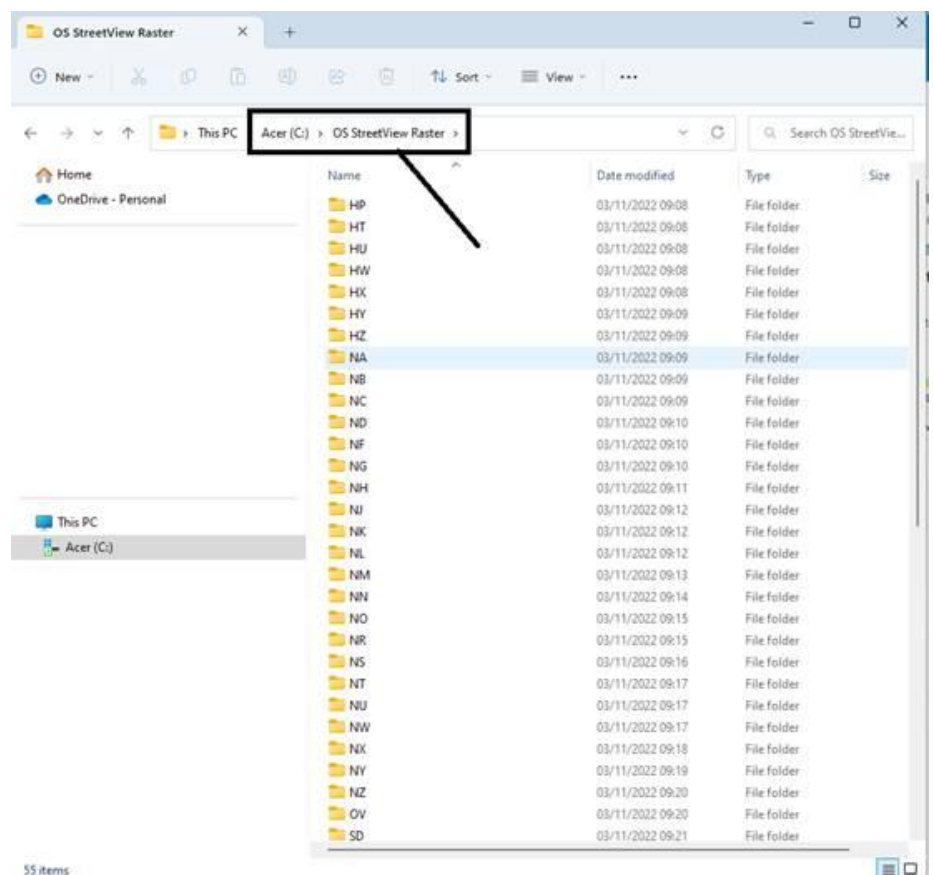 OS StreetView Raster
New
Sort
View
This PC Acer (C:) OS StreetView Raster
Search OS StreetVie...
Home
OneDrive - Personal
This PC
Acer (C:)
Name Date modified Type Size
HP 03/11/2022 09:08 File folder
HT 03/11/2022 09:08 File folder
HU 03/11/2022 09:08 File folder
HW 03/11/2022 09:08 File folder
HX 03/11/2022 09:08 File folder
HY 03/11/2022 09:09 File folder
HZ 03/11/2022 09:09 File folder
NA 03/11/2022 09:09 File folder
NB 03/11/2022 09:09 File folder
NC 03/11/2022 09:09 File folder
ND 03/11/2022 09:10 File folder
NF 03/11/2022 09:10 File folder
NG 03/11/2022 09:10 File folder
NH 03/11/2022 09:11 File folder
NJ 03/11/2022 09:12 File folder
NK 03/11/2022 09:12 File folder
NL 03/11/2022 09:12 File folder
NM 03/11/2022 09:13 File folder
NN 03/11/2022 09:14 File folder
NO 03/11/2022 09:15 File folder
NR 03/11/2022 09:15 File folder
NS 03/11/2022 09:16 File folder
NT 03/11/2022 09:17 File folder
NU 03/11/2022 09:17 File folder
NW 03/11/2022 09:17 File folder
NX 03/11/2022 09:18 File folder
NY 03/11/2022 09:19 File folder
NZ 03/11/2022 09:20 File folder
OV 03/11/2022 09:20 File folder
SD 03/11/2022 09:21 File folder
55 items